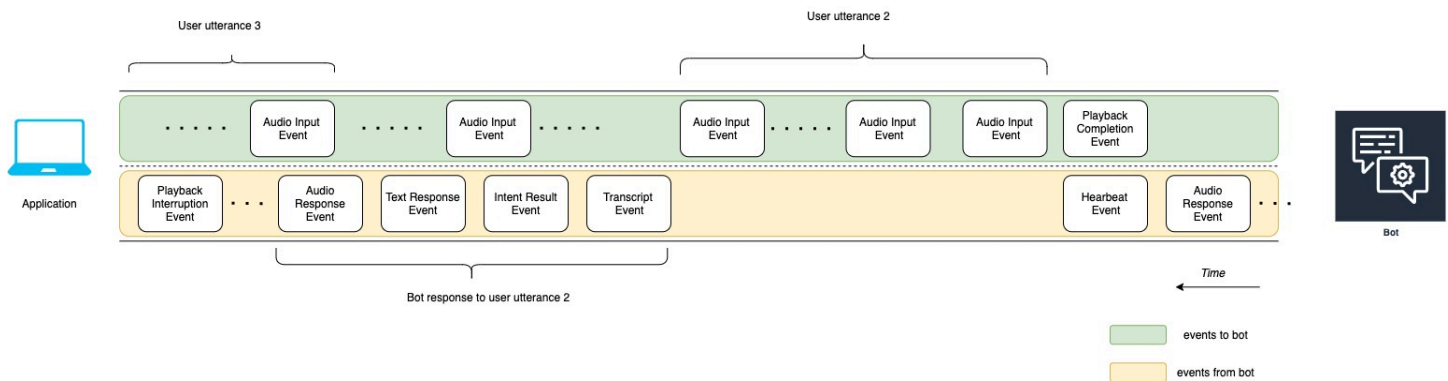 User utterance 3
User utterance 2
Audio Input
Event
Audio Input
Event
Audio Input
Event
Audio Input
Event
Audio Input
Event
Playback
Completion
Event
Application
Playback
Interruption
Event
Audio
Response
Event
Text Response
Event
Intent Result
Event
Transcript
Event
Hearbeat
Event
Audio
Response
Event
Bot
Bot response to user utterance 2
Time
events to bot
events from bot